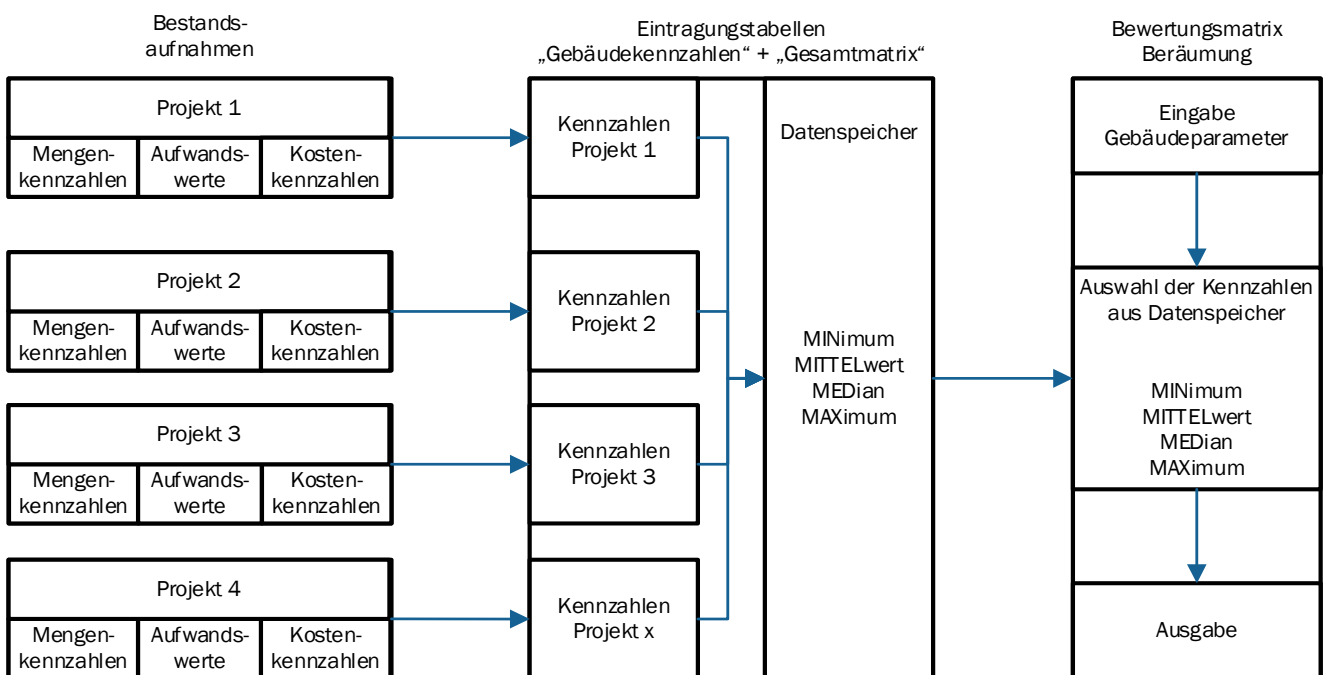 Bestands-
aufnahmen
Projekt 1
Mengen-
kennzahlen
Aufwands-
werte
Kosten-
kennzahlen
Projekt 2
Mengen-
kennzahlen
Aufwands-
werte
Kosten-
kennzahlen
Projekt 3
Mengen-
kennzahlen
Aufwands-
werte
Kosten-
kennzahlen
Projekt 4
Mengen-
kennzahlen
Aufwands-
werte
Kosten-
kennzahlen
Eintragungstabellen
„Gebäudekennzahlen“ + „Gesamtmatrix“
Kennzahlen
Projekt 1
Kennzahlen
Projekt 2
Kennzahlen
Projekt 3
Kennzahlen
Projekt x
Datenspeicher
MINimum
MITTELwert
MEDian
MAXimum
Bewertungsmatrix
Beräumung
Eingabe
Gebäudeparameter
Auswahl der Kennzahlen
aus Datenspeicher
MINimum
MITTELwert
MEDian
MAXimum
Ausgabe